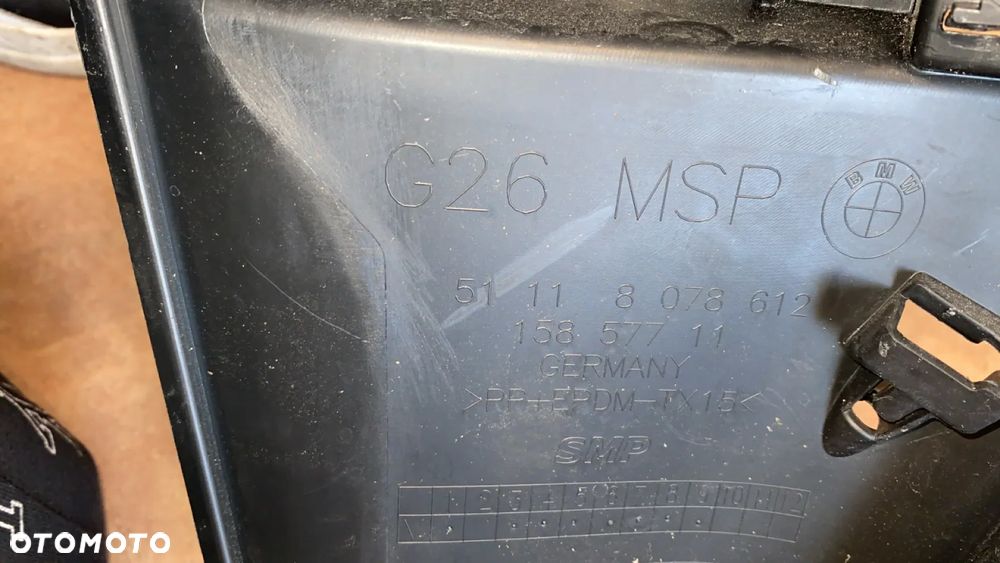 G26 MSP
BMW
51 11 8 078 612
158 577 11
GERMANY
>PP+EPDM-TX15<
SMP
1 2 3 4 5 6 7 8 9 10 11 12
OTOMOTO